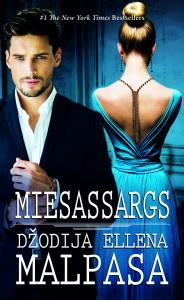 #1 The New York Times Bestsellers
MIESASSARGS
DŽODIJA ELLENA
MALPASA